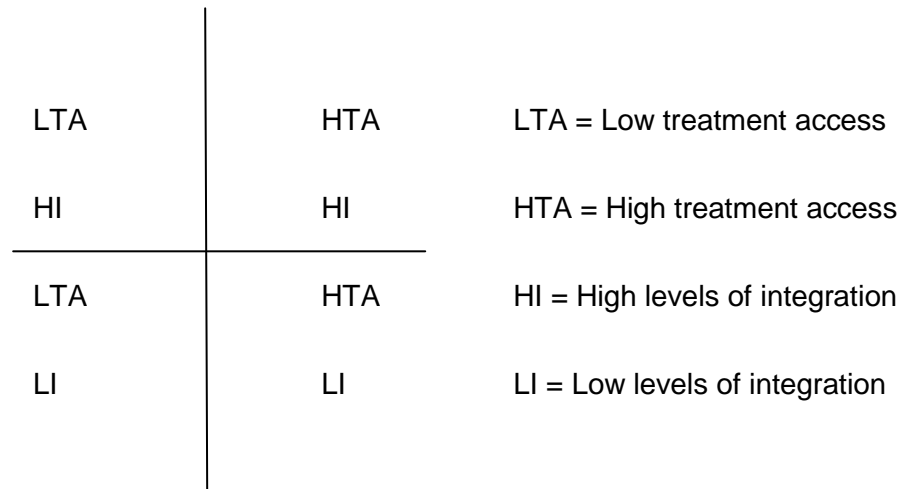 LTA HTA LTA = Low treatment access
HI HI HTA = High treatment access
LTA HTA HI = High levels of integration
LI LI LI = Low levels of integration